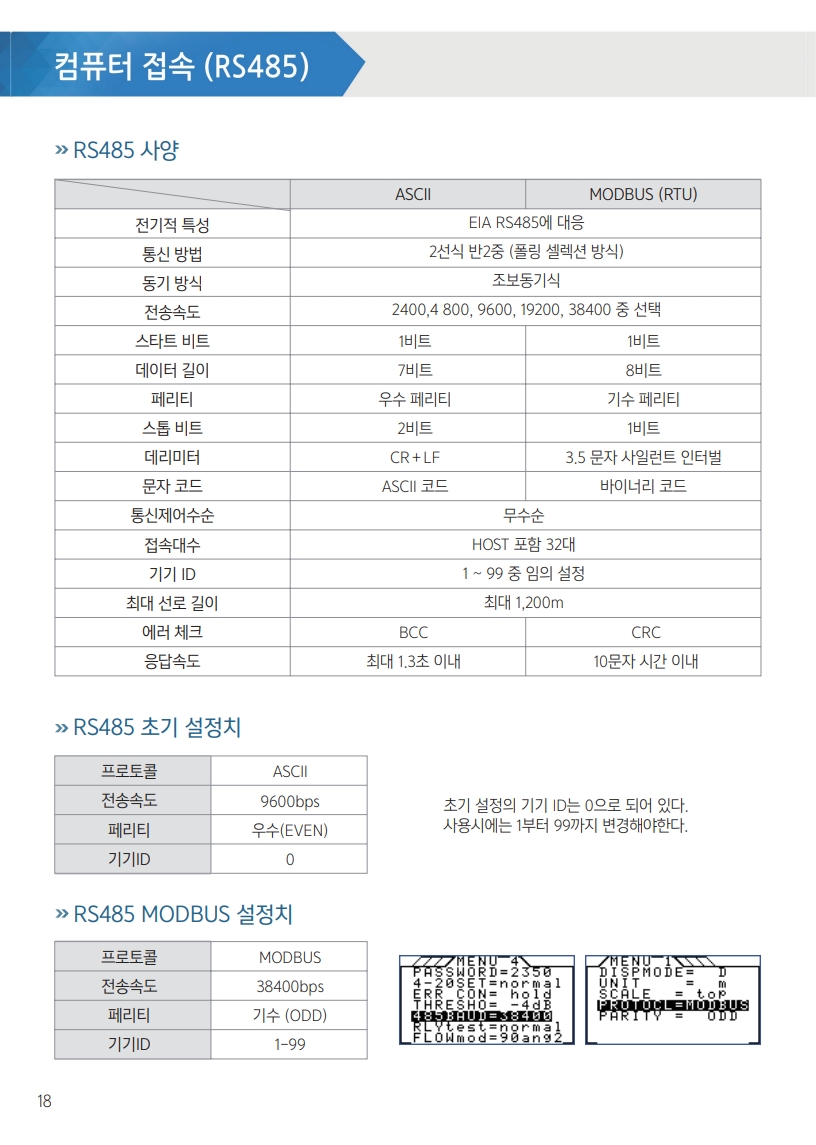 컴퓨터 접속 (RS485)
» RS485 사양
ASCII MODBUS (RTU)
전기적 특성 EIA RS485에 대응
통신 방법 2선식 반2중 (폴링 셀렉션 방식)
동기 방식 조보동기식
전송속도 2400,4 800, 9600, 19200, 38400 중 선택
스타트 비트 1비트 1비트
데이터 길이 7비트 8비트
페리티 우수 페리티 기수 페리티
스톱 비트 2비트 1비트
데리미터 CR+LF 3.5 문자 사일런트 인터벌
문자 코드 ASCII 코드 바이너리 코드
통신제어수순 무수순
접속대수 HOST 포함 32대
기기 ID 1 ~ 99 중 임의 설정
최대 선로 길이 최대 1,200m
에러 체크 BCC CRC
응답속도 최대 1.3초 이내 10문자 시간 이내
» RS485 초기 설정치
프로토콜 ASCII
전송속도 9600bps
페리티 우수(EVEN)
기기ID 0
초기 설정의 기기 ID는 0으로 되어 있다.
사용시에는 1부터 99까지 변경해야한다.
» RS485 MODBUS 설정치
프로토콜 MODBUS
전송속도 38400bps
페리티 기수 (ODD)
기기ID 1-99
MENU 4
PASSWORD=2350
4-20SET=normal
ERR CON= hold
THRESHO= -4dB
485BAUD=38400
RLYtest=normal
FLOWmod=90ang2
MENU 1
DISPMODE= D
UNIT = m
SCALE = top
PROTOCL=MODBUS
PARITY = ODD
18